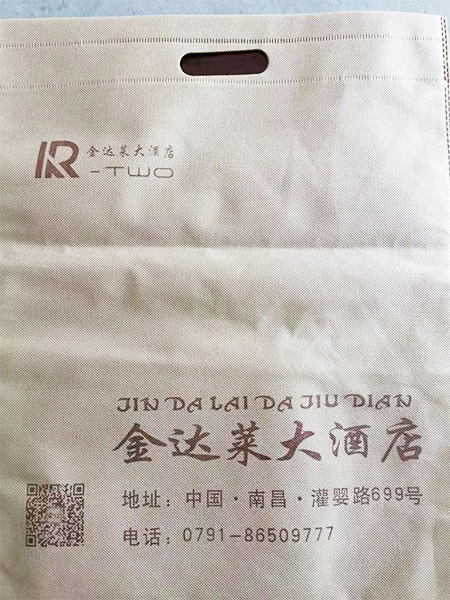 R 金达莱大酒店
-TWO
JIN DA LAI DA JIU DIAN
金达莱大酒店
地址：中国·南昌·灌婴路699号
电话：0791-86509777